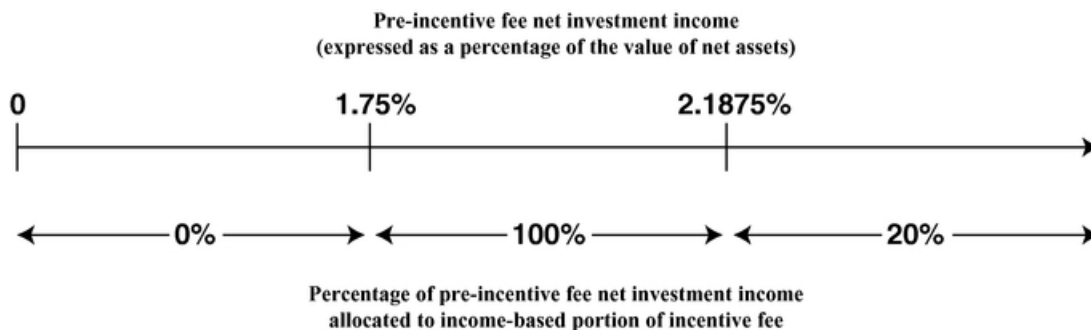 Pre-incentive fee net investment income
(expressed as a percentage of the value of net assets)
0 1.75% 2.1875%
0% 100% 20%
Percentage of pre-incentive fee net investment income
allocated to income-based portion of incentive fee